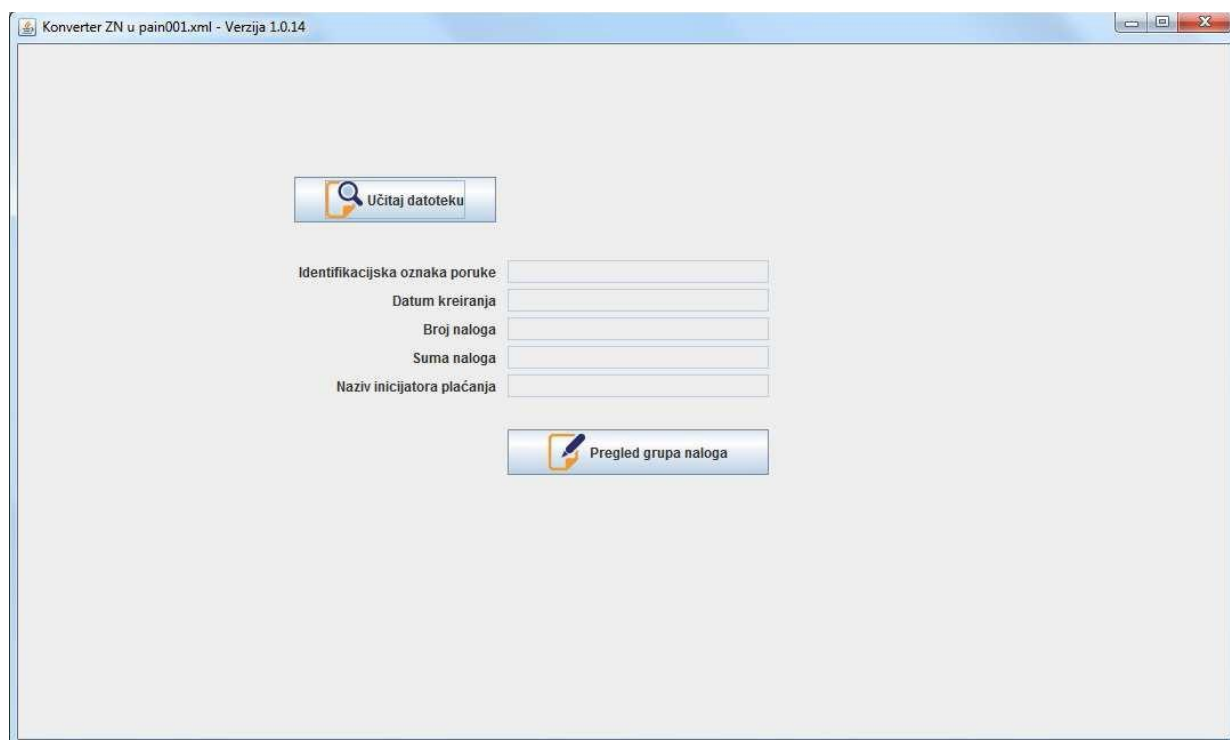 Konverter ZN u pain001.xml - Verzija 1.0.14
Učitaj datoteku
Identifikacijska oznaka poruke
Datum kreiranja
Broj naloga
Suma naloga
Naziv inicijatora plaćanja
Pregled grupa naloga